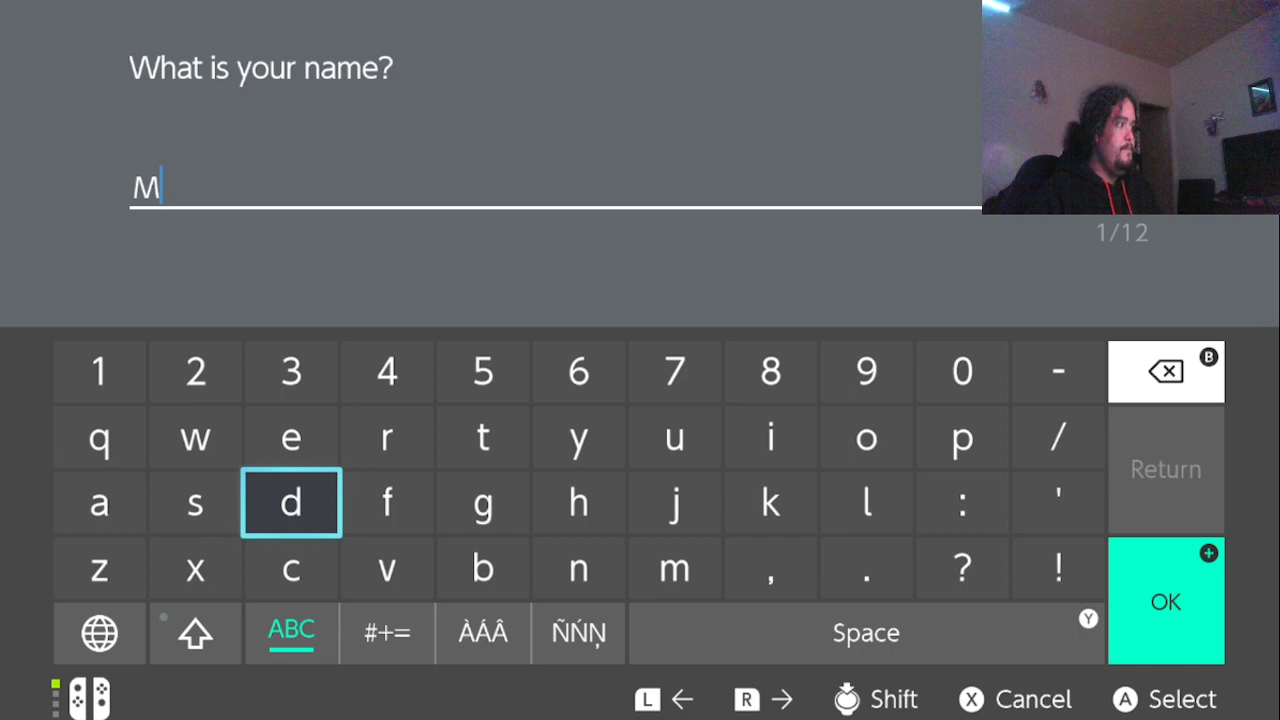 What is your name?
M
1/12
1 2 3 4 5 6 7 8 9 0 - B
q w e r t y u i o p /
Return
a s d f g h j k l : '
z x c v b n m , . ? ! +
OK
ABC #+= ÀÁÂ ÑŃŅ Space Y
L ← R → Shift X Cancel A Select